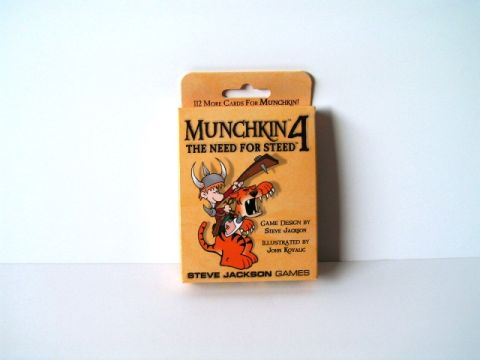 112 More Cards For Munchkin!
MUNCHKIN 4
THE NEED FOR STEED™
Game Design by
Steve Jackson
Illustrated by
John Kovalic
STEVE JACKSON GAMES